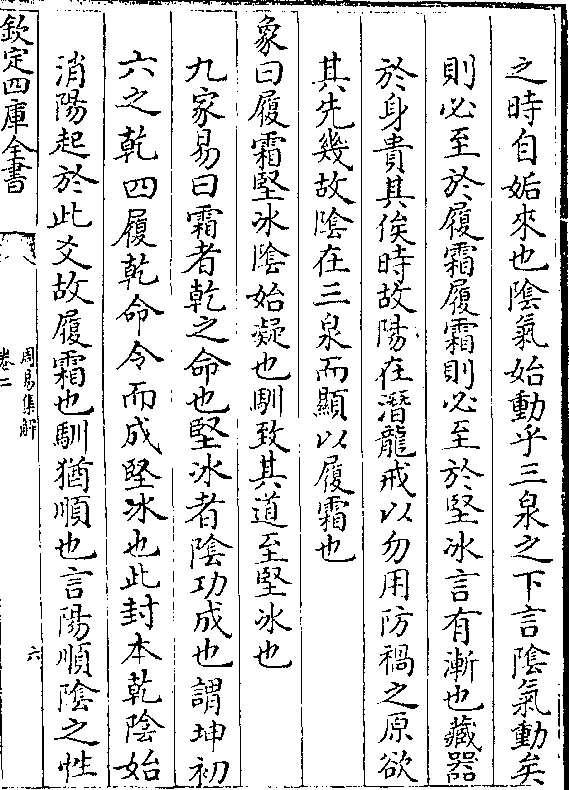 之時自姤來也陰氣始動乎三泉之下言陰氣動矣
則必至於履霜履霜則必至於堅冰言有漸也藏器
於身貴其俟時故陽在潛龍戒以勿用防禍之原欲
其先幾故陰在三泉而顯以履霜也
象曰履霜堅冰陰始凝也馴致其道至堅冰也
九家易曰霜者乾之命也堅冰者陰功成也謂坤初
六之乾四履乾命令而成堅冰也此封本乾陰始
消陽起於此爻故履霜也馴猶順也言陽順陰之性
欽定四庫全書
周易集解
卷二
六